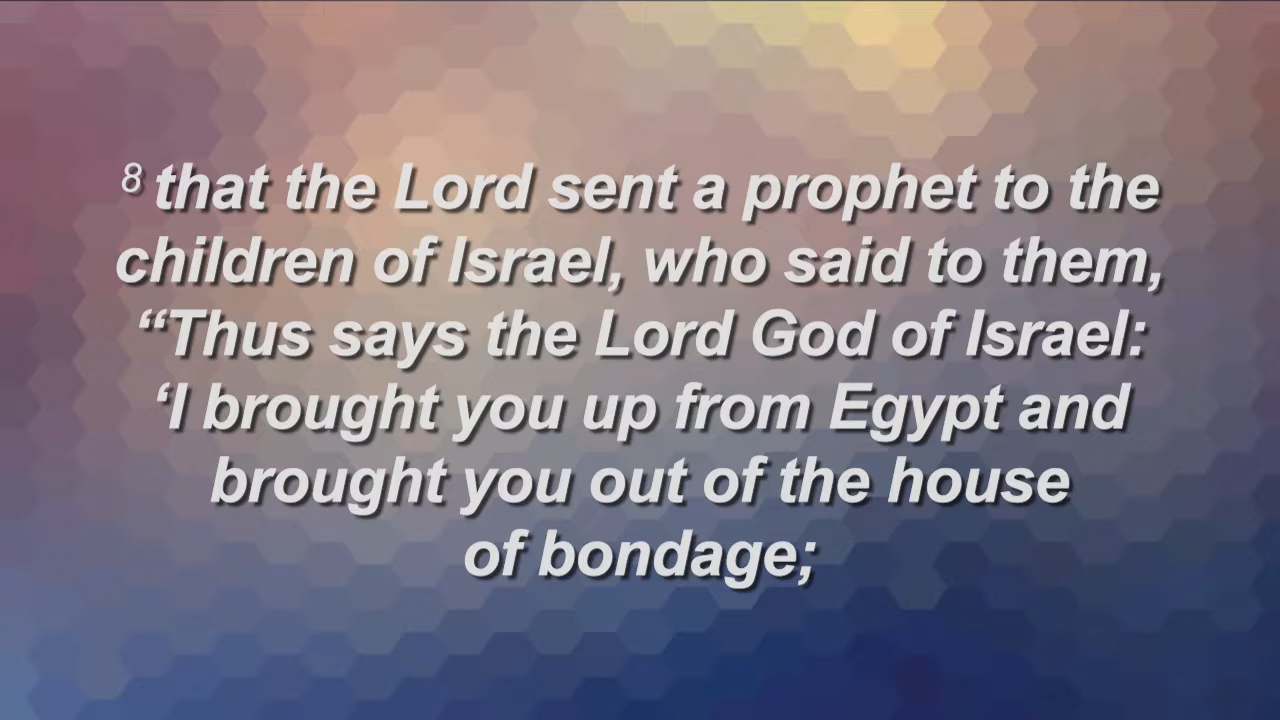 8 that the Lord sent a prophet to the
children of Israel, who said to them,
“Thus says the Lord God of Israel:
‘I brought you up from Egypt and
brought you out of the house
of bondage;